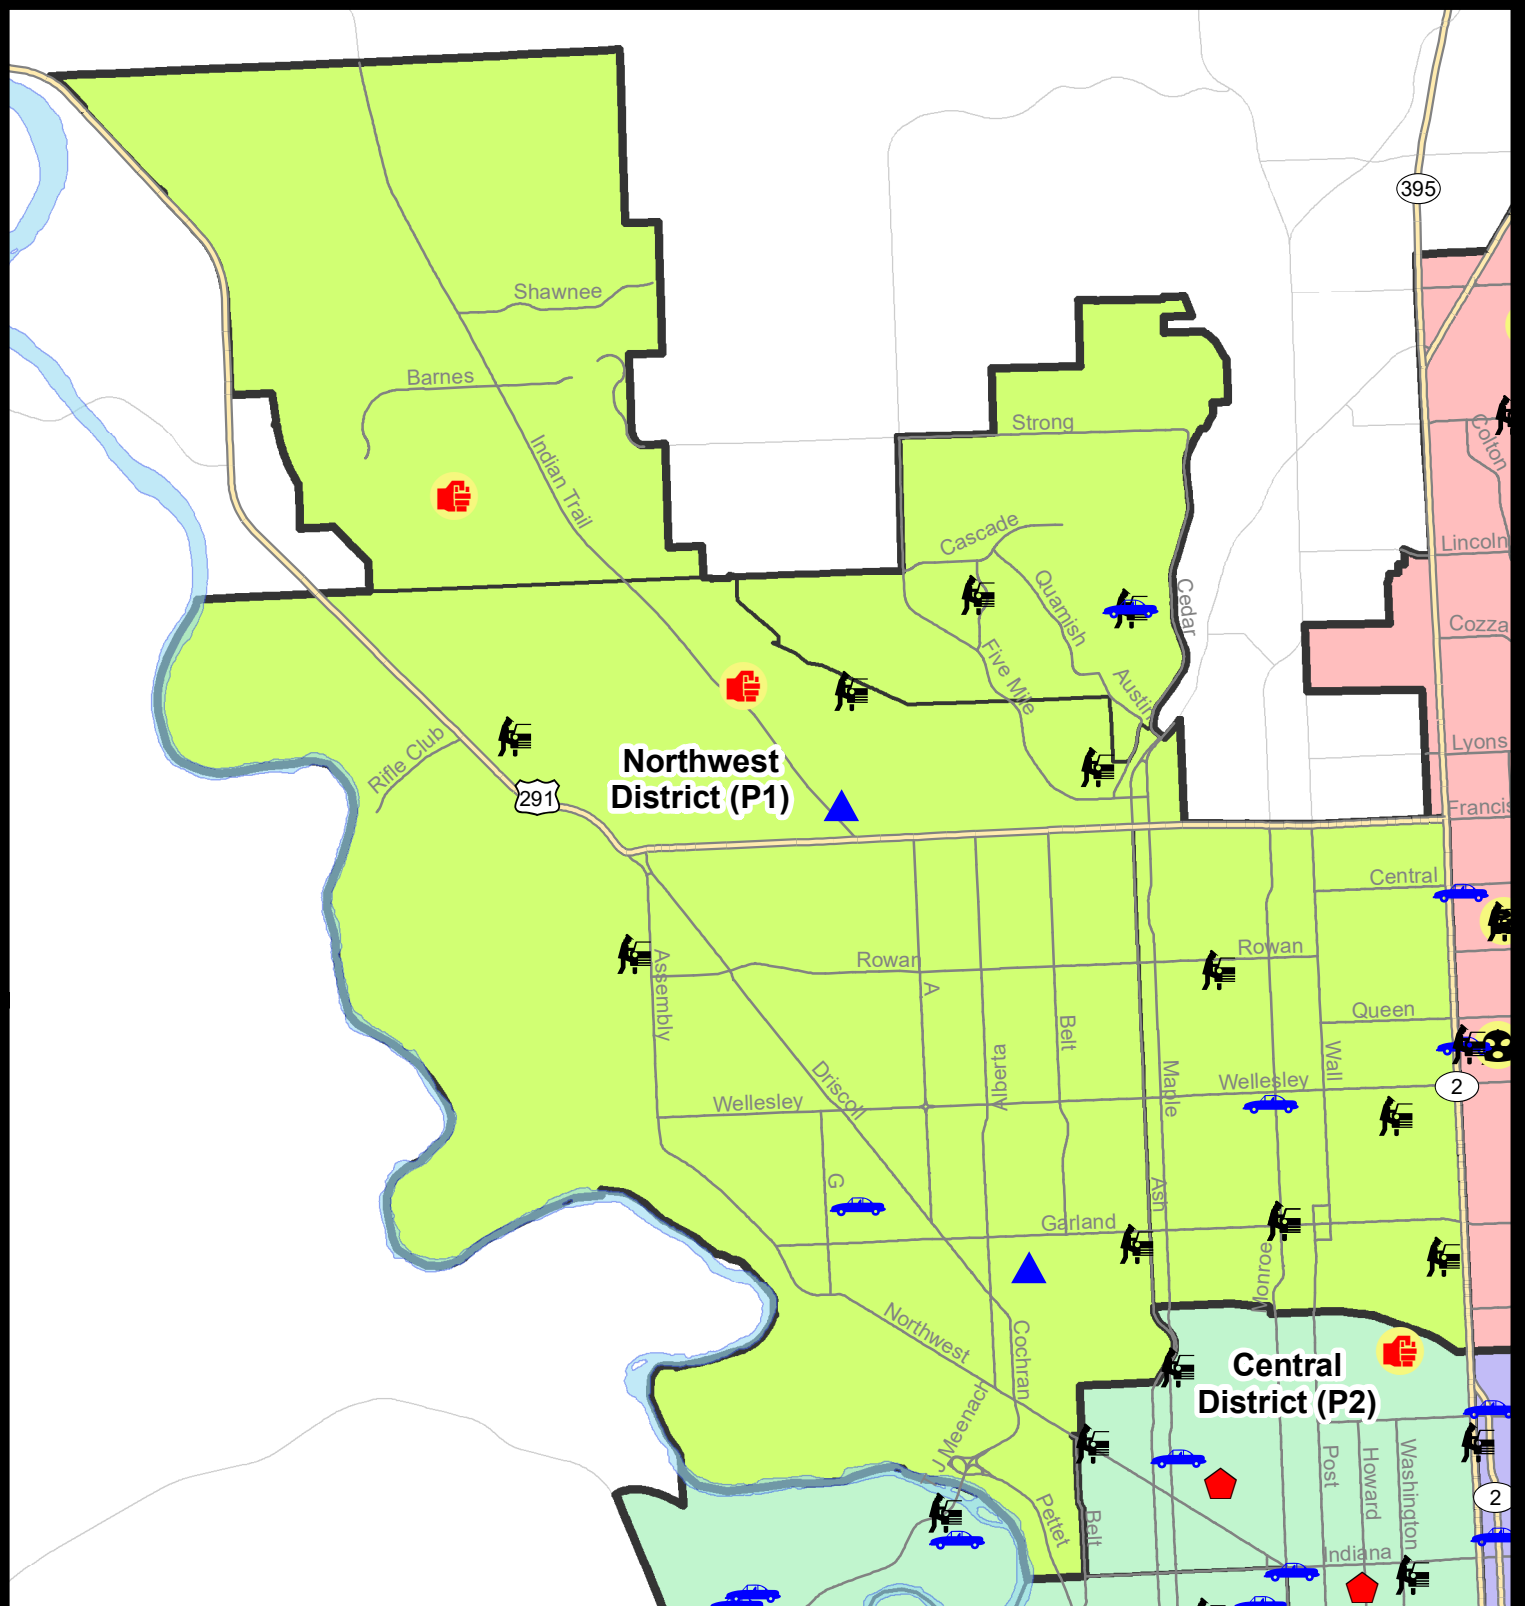 395
Shawnee
Barnes
Strong
Colton
Indian Trail
Cascade
Lincoln
Quamish
Cedar
Cozza
Five Mile
Austin
Rifle Club
Lyons
Northwest
District (P1)
291
Francis
Central
Rowan
Rowan
Assembly
A
Queen
Belt
Wall
Alberta
Driscoll
Maple
Wellesley
2
Wellesley
G
Ash
Garland
Monroe
Northwest
Cochran
Central
District (P2)
T J Meenach
Post
Howard
Washington
2
Pettet
Belt
Indiana